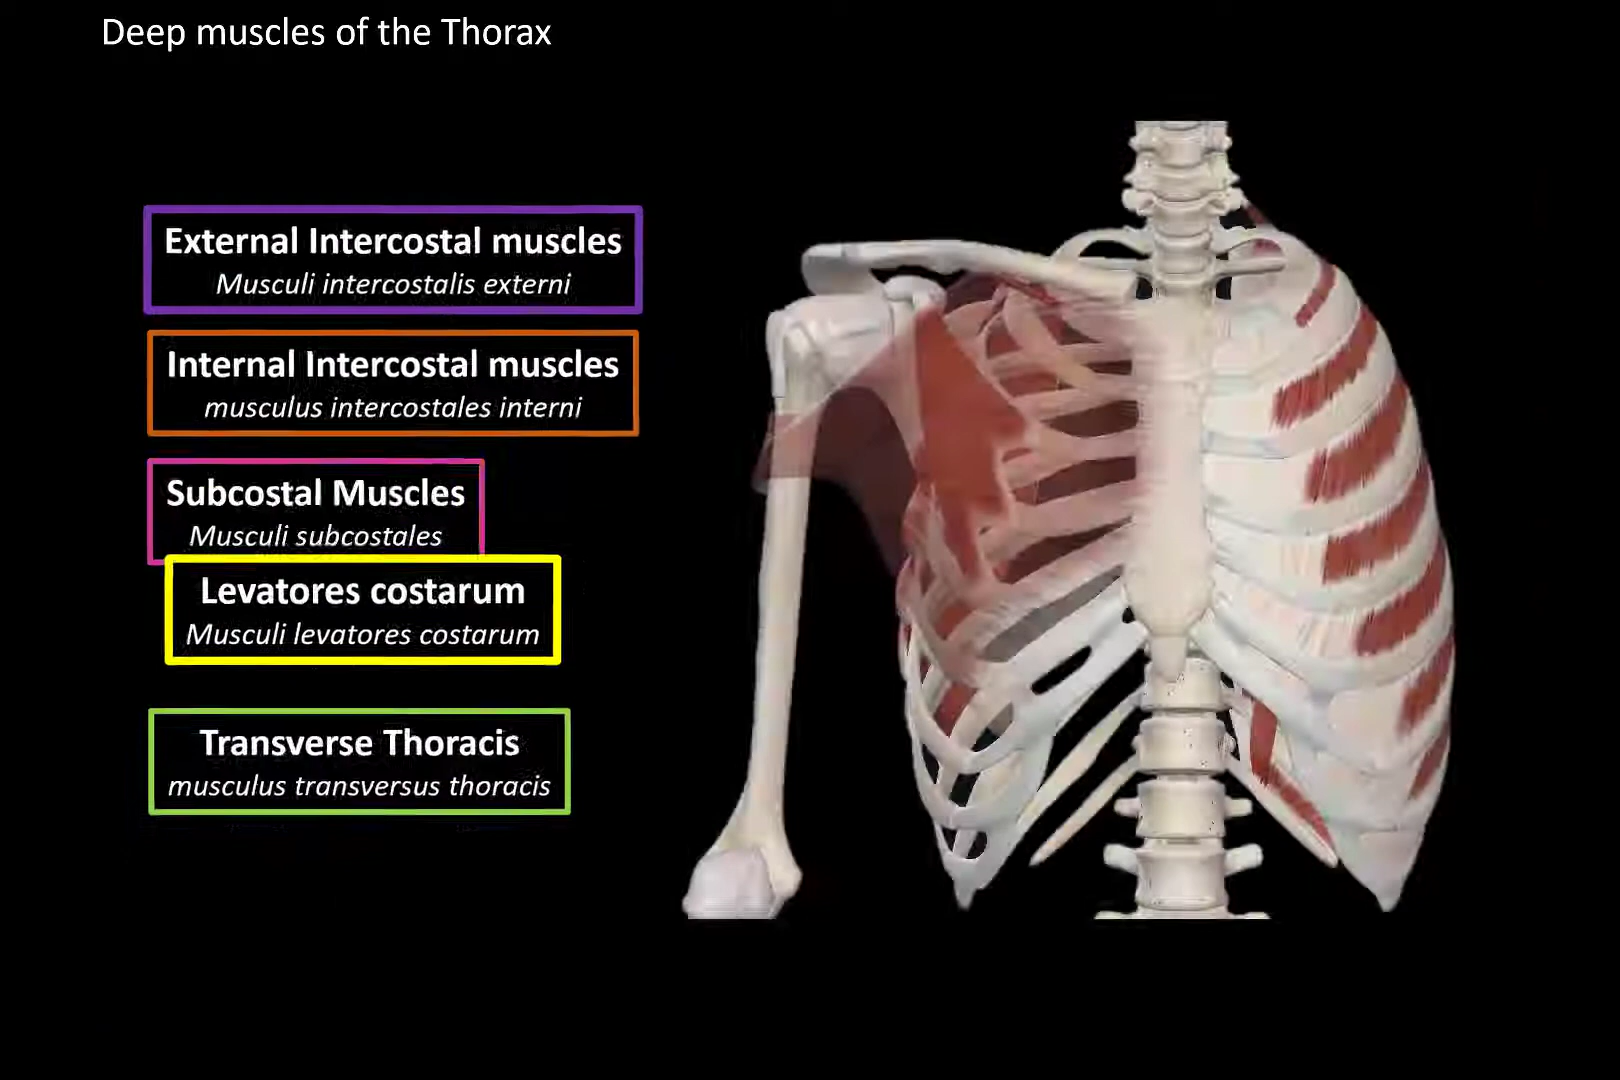 Deep muscles of the Thorax
External Intercostal muscles
Musculi intercostalis externi
Internal Intercostal muscles
musculus intercostales interni
Subcostal Muscles
Musculi subcostales
Levatores costarum
Musculi levatores costarum
Transverse Thoracis
musculus transversus thoracis